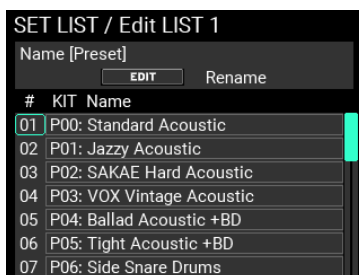 SET LIST / Edit LIST 1
Name [Preset]
EDIT Rename
# KIT Name
01 P00: Standard Acoustic
02 P01: Jazzy Acoustic
03 P02: SAKAE Hard Acoustic
04 P03: VOX Vintage Acoustic
05 P04: Ballad Acoustic +BD
06 P05: Tight Acoustic +BD
07 P06: Side Snare Drums